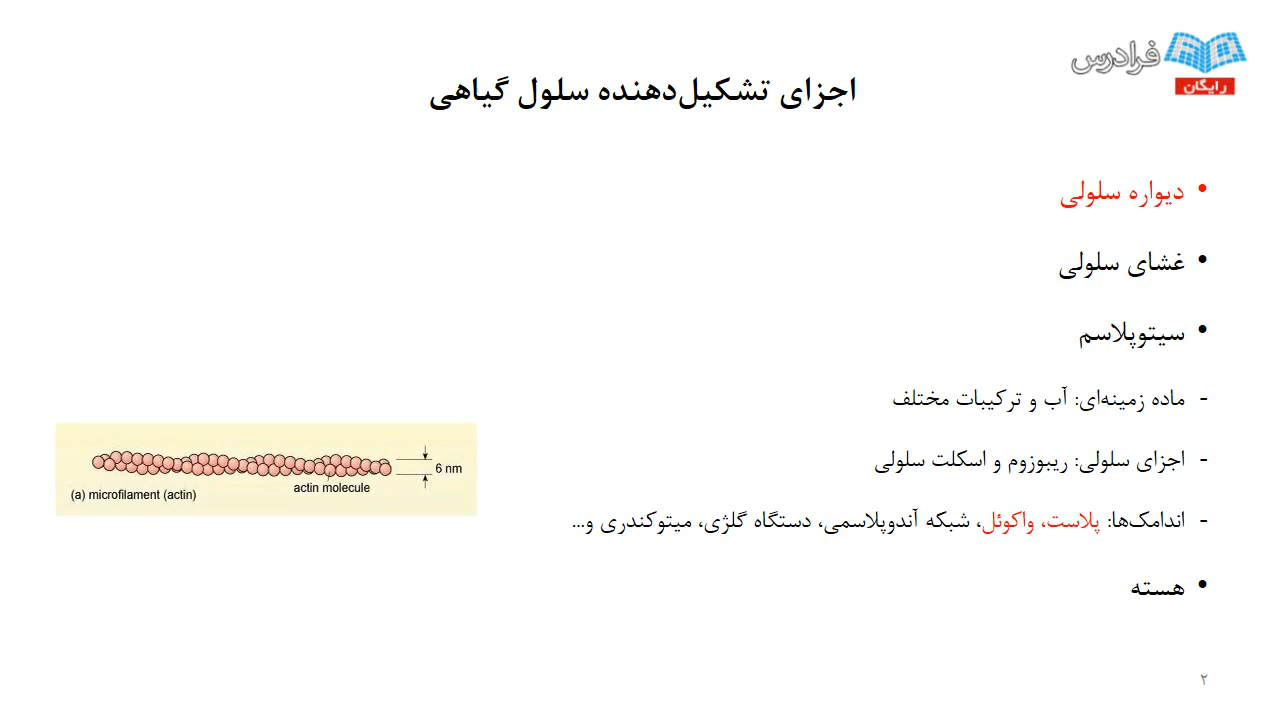 فرادرس
رایگان
اجزای تشکیل‌دهنده سلول گیاهی
• دیواره سلولی
• غشای سلولی
• سیتوپلاسم
- ماده زمینه‌ای: آب و ترکیبات مختلف
- اجزای سلولی: ریبوزوم و اسکلت سلولی
- اندامک‌ها: پلاست، واکوئل، شبکه آندوپلاسمی، دستگاه گلژی، میتوکندری و...
• هسته
6 nm
actin molecule
(a) microfilament (actin)
۲